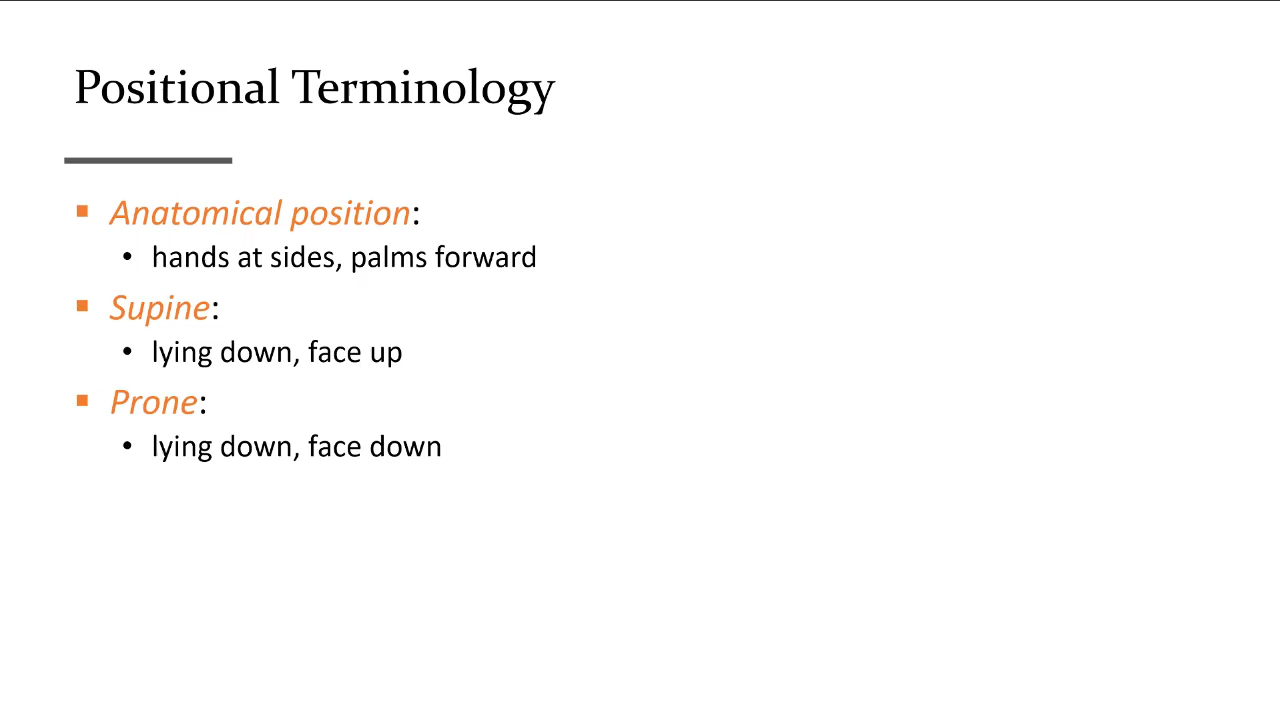 Positional Terminology
▪ Anatomical position:
• hands at sides, palms forward
▪ Supine:
• lying down, face up
▪ Prone:
• lying down, face down